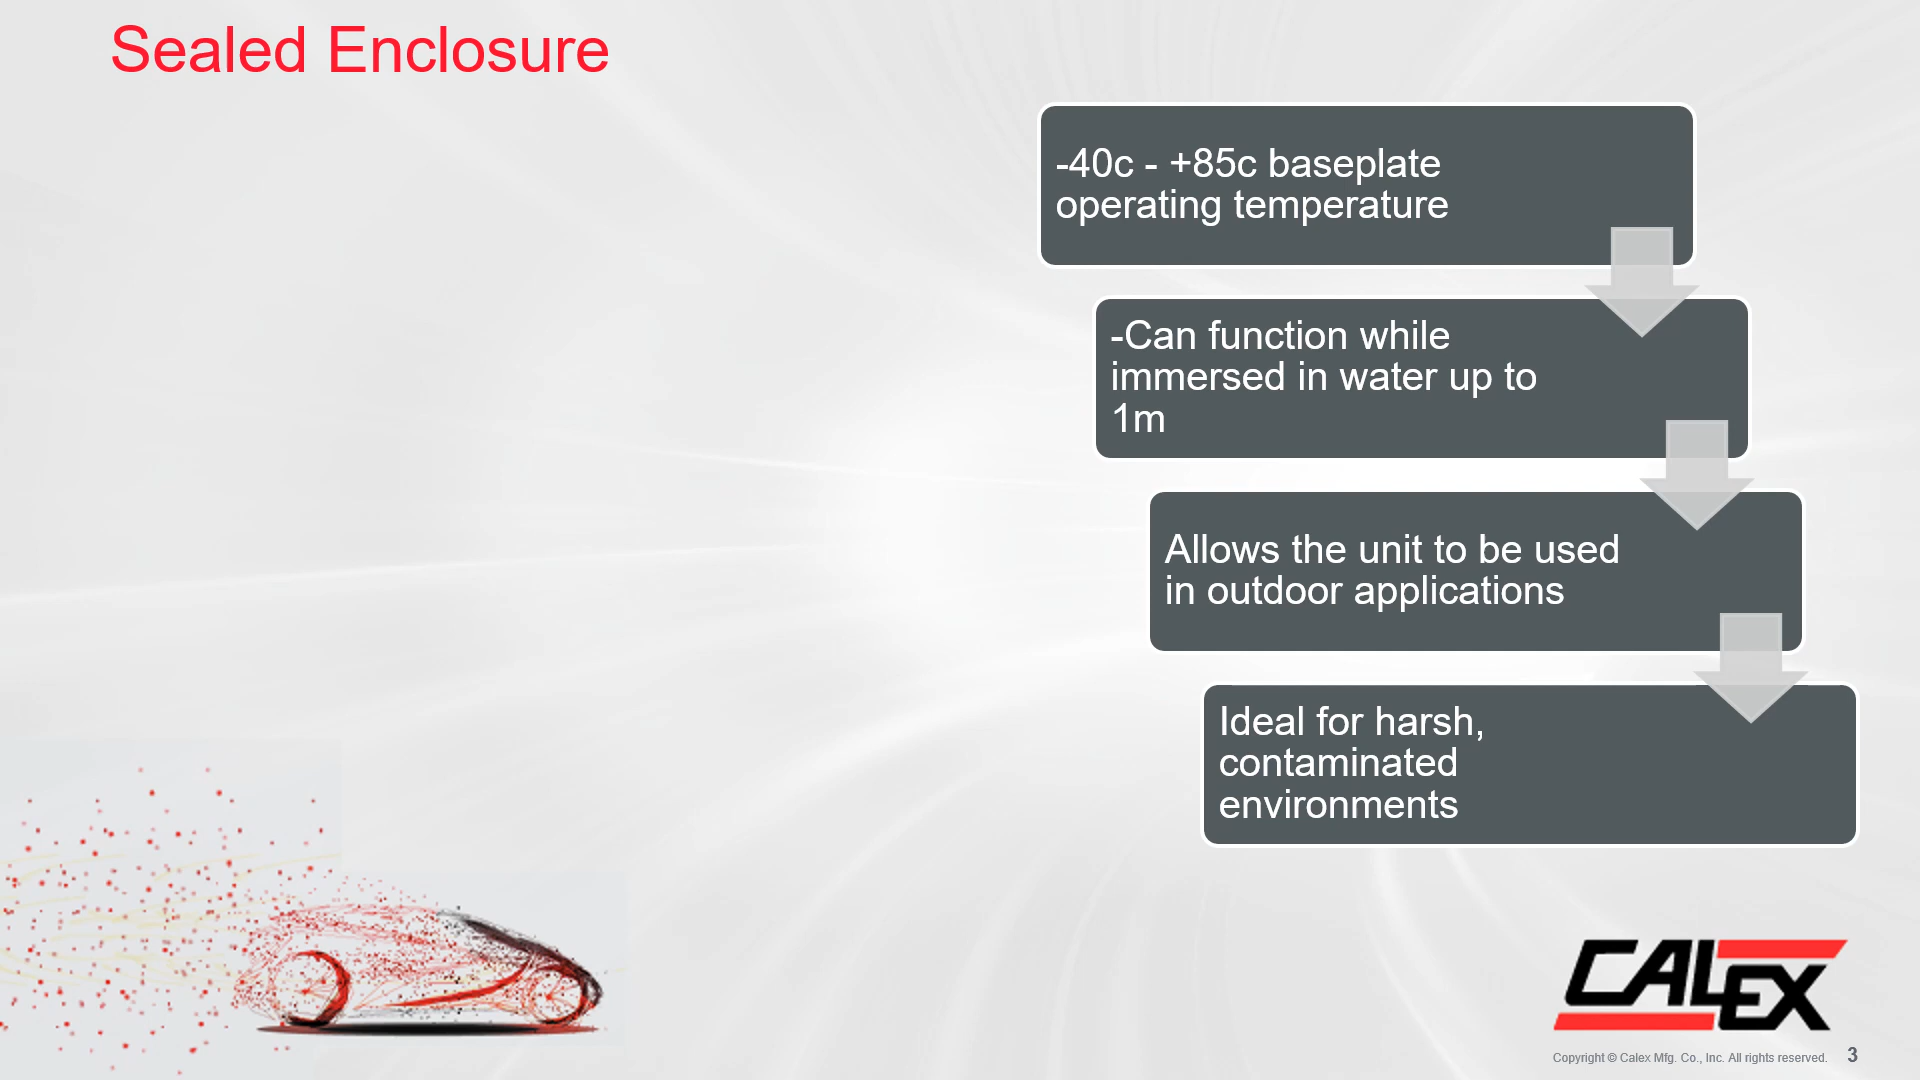 Sealed Enclosure
-40c - +85c baseplate
operating temperature
-Can function while
immersed in water up to
1m
Allows the unit to be used
in outdoor applications
Ideal for harsh,
contaminated
environments
CALEX
Copyright © Calex Mfg. Co., Inc. All rights reserved. 3